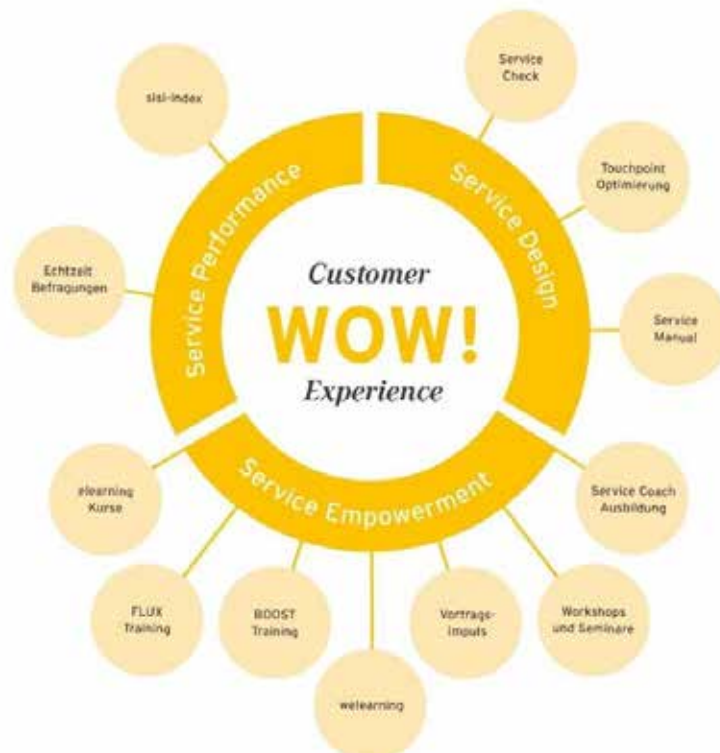 Customer
WOW!
Experience
Service Design
Service
Check
Touchpoint
Optimierung
Service
Manual
Service Empowerment
Service Coach
Ausbildung
Workshops
und Seminare
Vortrags-
impuls
welearning
BOOST
Training
FLUX
Training
elearning
Kurse
Service Performance
Echtzeit
Befragungen
sisi-index